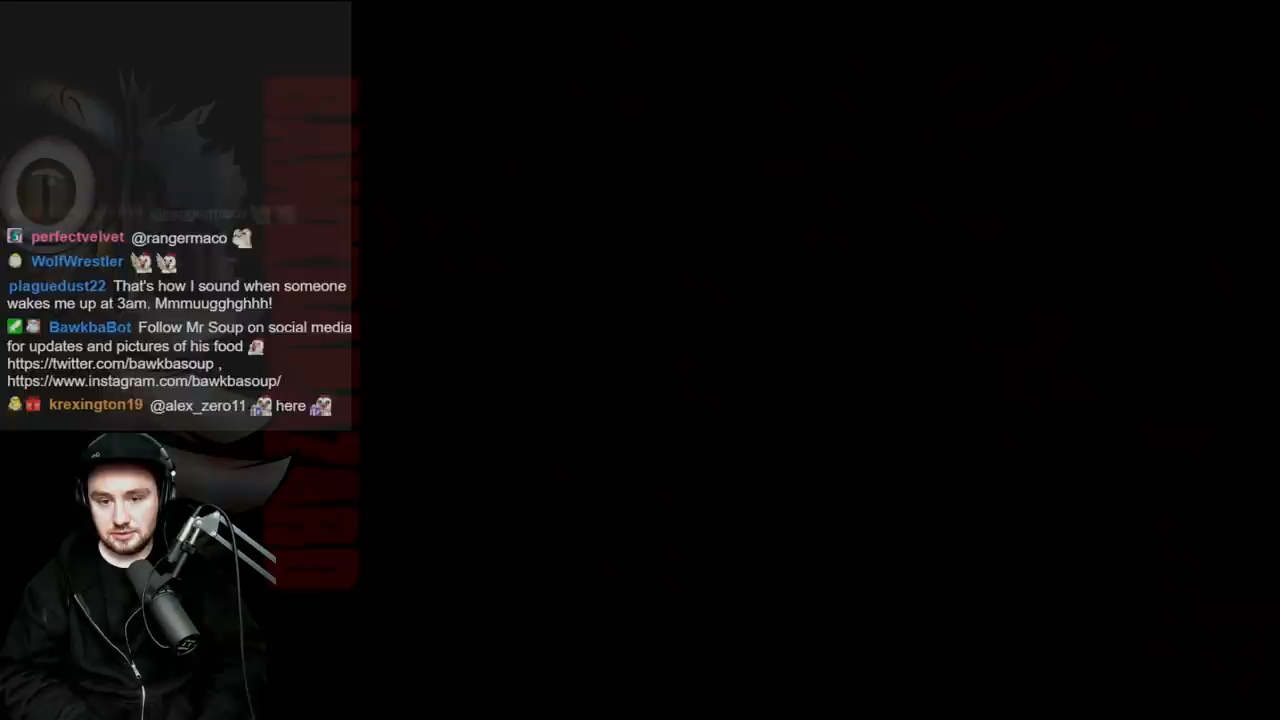 perfectvelvet @rangermaco
WolfWrestler
plaguedust22 That's how I sound when someone
wakes me up at 3am. Mmmuugghghhh!
BawkbaBot Follow Mr Soup on social media
for updates and pictures of his food
https://twitter.com/bawkbasoup ,
https://www.instagram.com/bawkbasoup/
krexington19 @alex_zero11 here